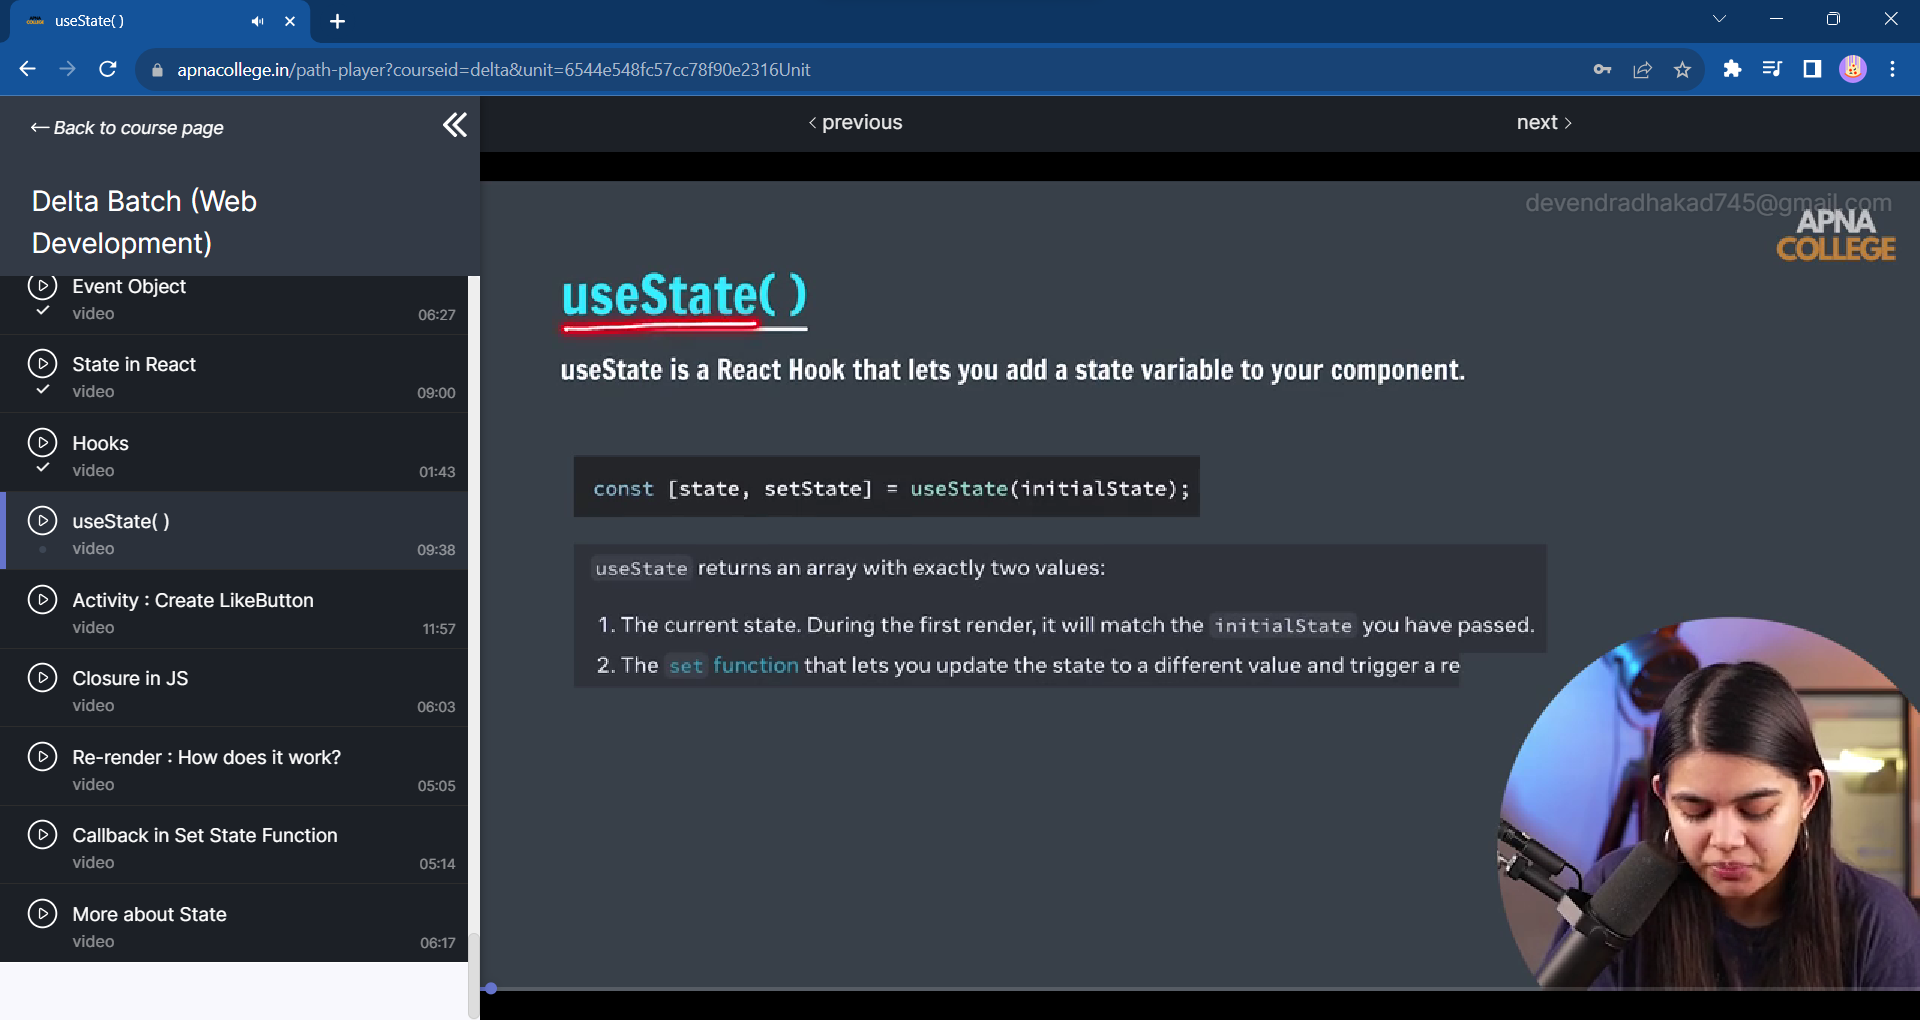 useState( )
apnacollege.in/path-player?courseid=delta&unit=6544e548fc57cc78f90e2316Unit
← Back to course page
‹ previous
next ›
Delta Batch (Web
Development)
Event Object
video
06:27
State in React
video
09:00
Hooks
video
01:43
useState( )
video
09:38
Activity : Create LikeButton
video
11:57
Closure in JS
video
06:03
Re-render : How does it work?
video
05:05
Callback in Set State Function
video
05:14
More about State
video
06:17
devendradhakad745@gmail.com
APNA
COLLEGE
useState( )
useState is a React Hook that lets you add a state variable to your component.
const [state, setState] = useState(initialState);
useState returns an array with exactly two values:
1. The current state. During the first render, it will match the initialState you have passed.
2. The set function that lets you update the state to a different value and trigger a re